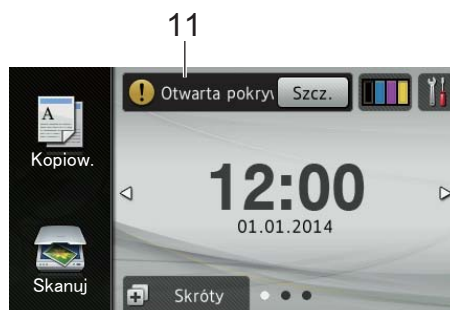 11
Otwarta pokryw Szcz.
A
Kopiow.
12:00
01.01.2014
Skanuj
Skróty